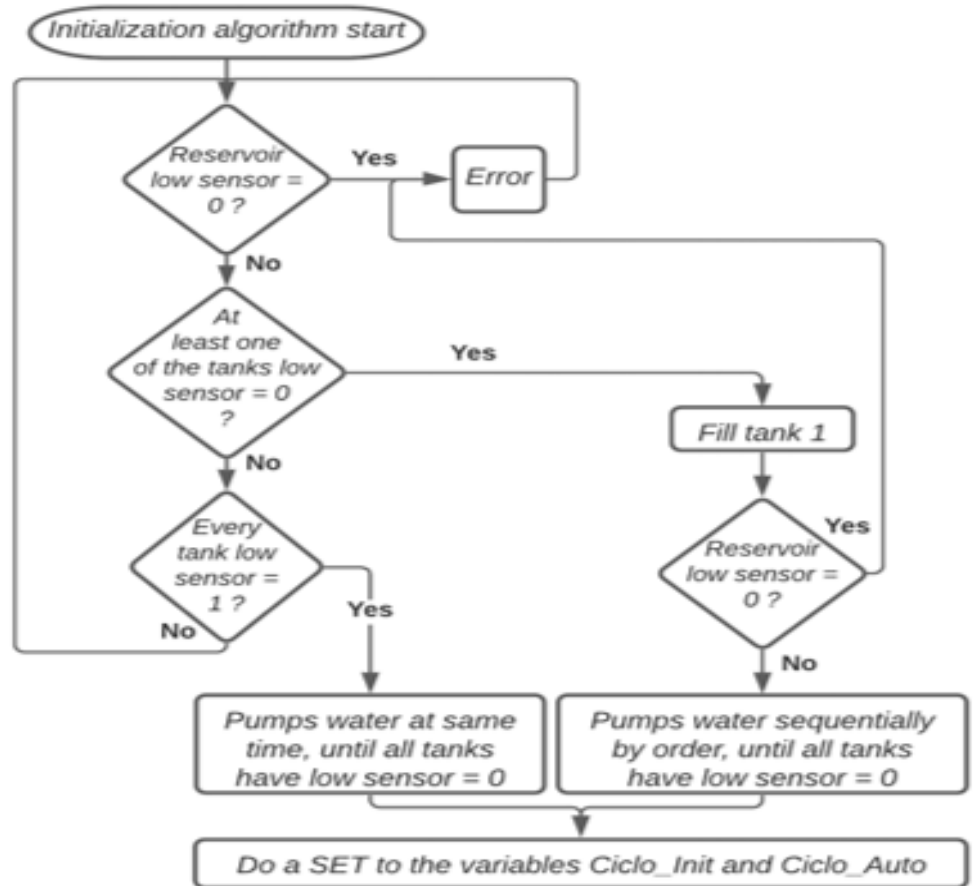 Initialization algorithm start
Reservoir
low sensor =
0 ?
Yes
Error
No
At
least one
of the tanks low
sensor = 0
?
Yes
Fill tank 1
No
Every
tank low
sensor =
1 ?
Yes
No
Reservoir
low sensor =
0 ?
Yes
No
Pumps water at same
time, until all tanks
have low sensor = 0
Pumps water sequentially
by order, until all tanks
have low sensor = 0
Do a SET to the variables Ciclo_Init and Ciclo_Auto